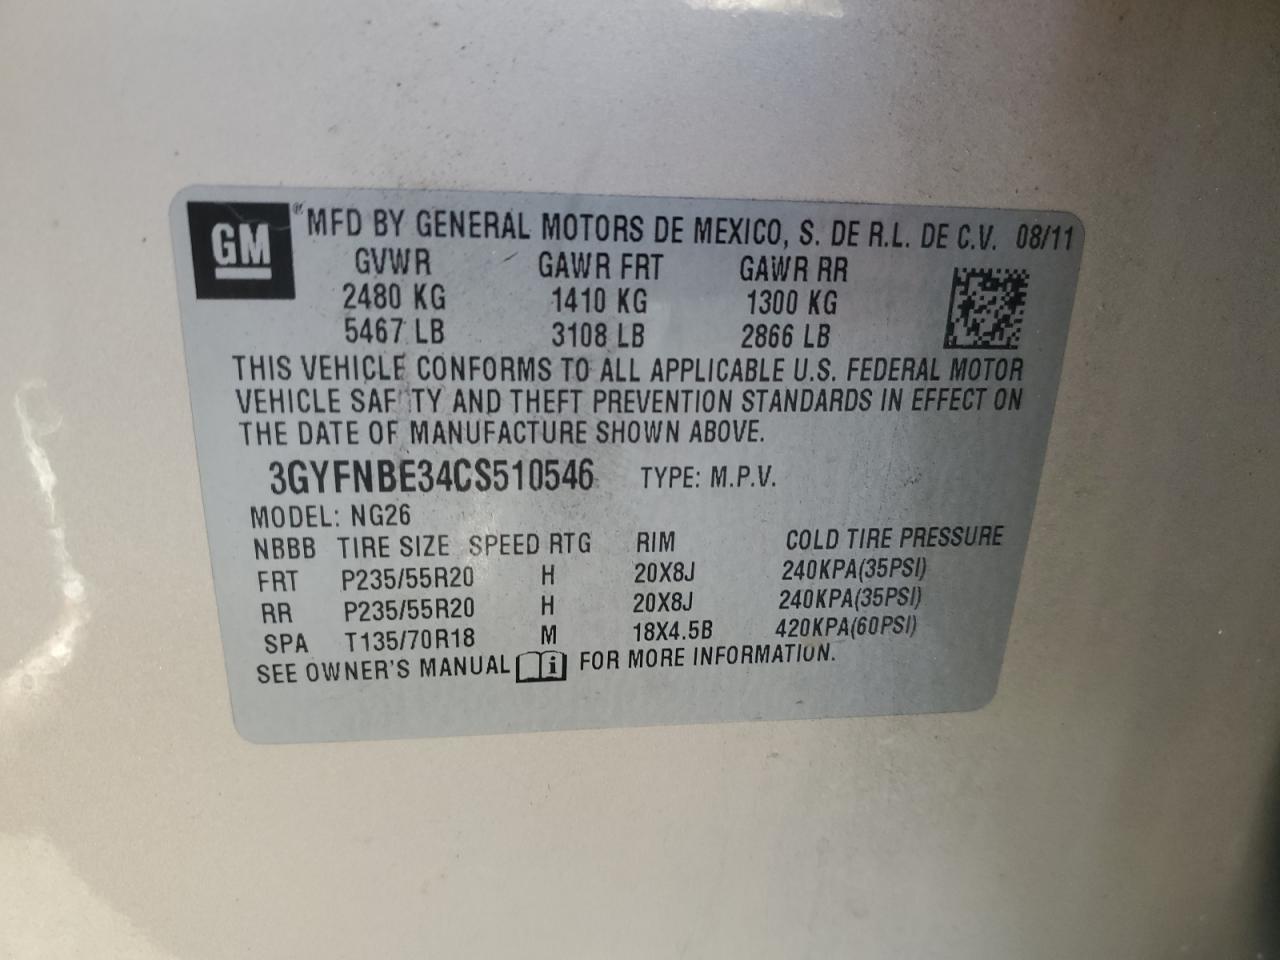 GM ® MFD BY GENERAL MOTORS DE MEXICO, S. DE R.L. DE C.V. 08/11
GVWR GAWR FRT GAWR RR
2480 KG 1410 KG 1300 KG
5467 LB 3108 LB 2866 LB
THIS VEHICLE CONFORMS TO ALL APPLICABLE U.S. FEDERAL MOTOR
VEHICLE SAF TY AND THEFT PREVENTION STANDARDS IN EFFECT ON
THE DATE OF MANUFACTURE SHOWN ABOVE.
3GYFNBE34CS510546 TYPE: M.P.V.
MODEL: NG26
NBBB TIRE SIZE SPEED RTG RIM COLD TIRE PRESSURE
FRT P235/55R20 H 20X8J 240KPA(35PSI)
RR P235/55R20 H 20X8J 240KPA(35PSI)
SPA T135/70R18 M 18X4.5B 420KPA(60PSI)
SEE OWNER'S MANUAL i FOR MORE INFORMATION.